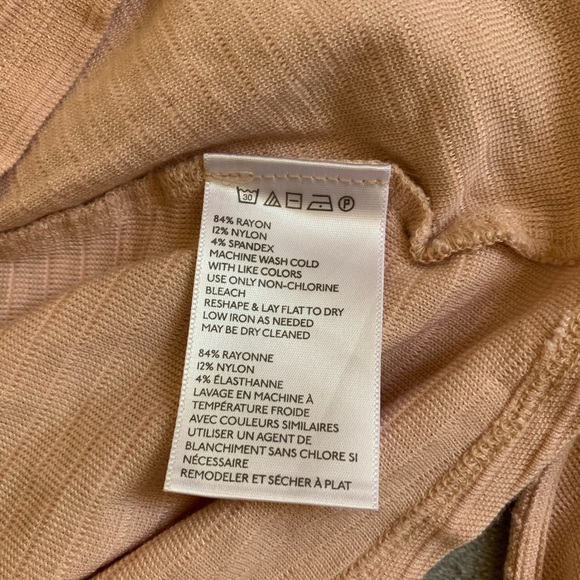 30 P
84% RAYON
12% NYLON
4% SPANDEX
MACHINE WASH COLD
WITH LIKE COLORS
USE ONLY NON-CHLORINE
BLEACH
RESHAPE & LAY FLAT TO DRY
LOW IRON AS NEEDED
MAY BE DRY CLEANED
84% RAYONNE
12% NYLON
4% ÉLASTHANNE
LAVAGE EN MACHINE À
TEMPÉRATURE FROIDE
AVEC COULEURS SIMILAIRES
UTILISER UN AGENT DE
BLANCHIMENT SANS CHLORE SI
NÉCESSAIRE
REMODELER ET SÉCHER À PLAT